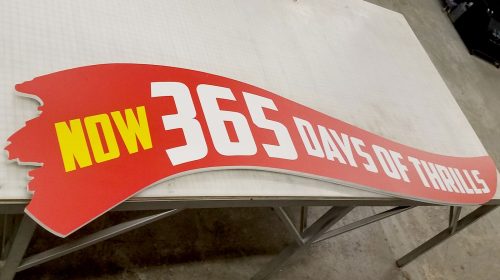 NOW 365 DAYS OF THRILLS